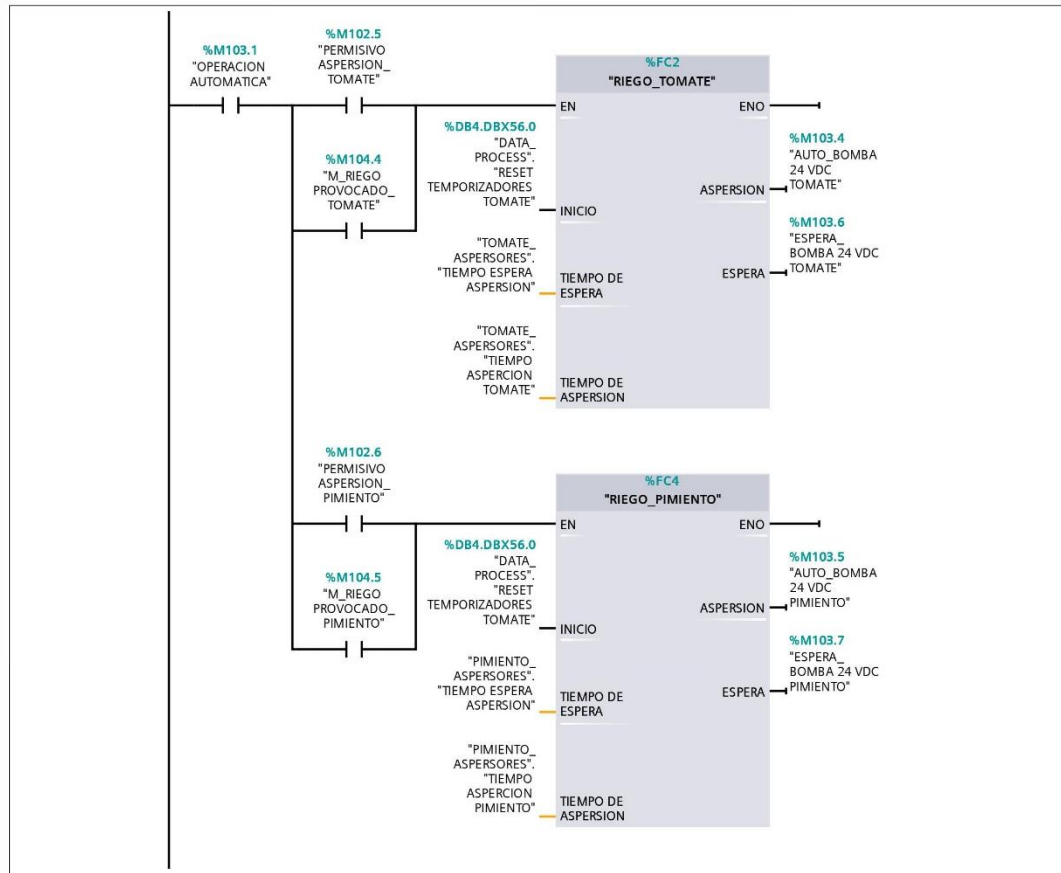 %M103.1
"OPERACION
AUTOMATICA"
%M102.5
"PERMISIVO
ASPERSION_
TOMATE"
%M104.4
"M_RIEGO
PROVOCADO_
TOMATE"
%FC2
"RIEGO_TOMATE"
EN
ENO
%DB4.DBX56.0
"DATA_
PROCESS".
"RESET
TEMPORIZADORES
TOMATE"
INICIO
"TOMATE_
ASPERSORES".
"TIEMPO ESPERA
ASPERSION"
TIEMPO DE
ESPERA
"TOMATE_
ASPERSORES".
"TIEMPO
ASPERCION
TOMATE"
TIEMPO DE
ASPERSION
ASPERSION
%M103.4
"AUTO_BOMBA
24 VDC
TOMATE"
ESPERA
%M103.6
"ESPERA_
BOMBA 24 VDC
TOMATE"
%M102.6
"PERMISIVO
ASPERSION_
PIMIENTO"
%M104.5
"M_RIEGO
PROVOCADO_
PIMIENTO"
%FC4
"RIEGO_PIMIENTO"
EN
ENO
%DB4.DBX56.0
"DATA_
PROCESS".
"RESET
TEMPORIZADORES
TOMATE"
INICIO
"PIMIENTO_
ASPERSORES".
"TIEMPO ESPERA
ASPERSION"
TIEMPO DE
ESPERA
"PIMIENTO_
ASPERSORES".
"TIEMPO
ASPERCION
PIMIENTO"
TIEMPO DE
ASPERSION
ASPERSION
%M103.5
"AUTO_BOMBA
24 VDC
PIMIENTO"
ESPERA
%M103.7
"ESPERA_
BOMBA 24 VDC
PIMIENTO"